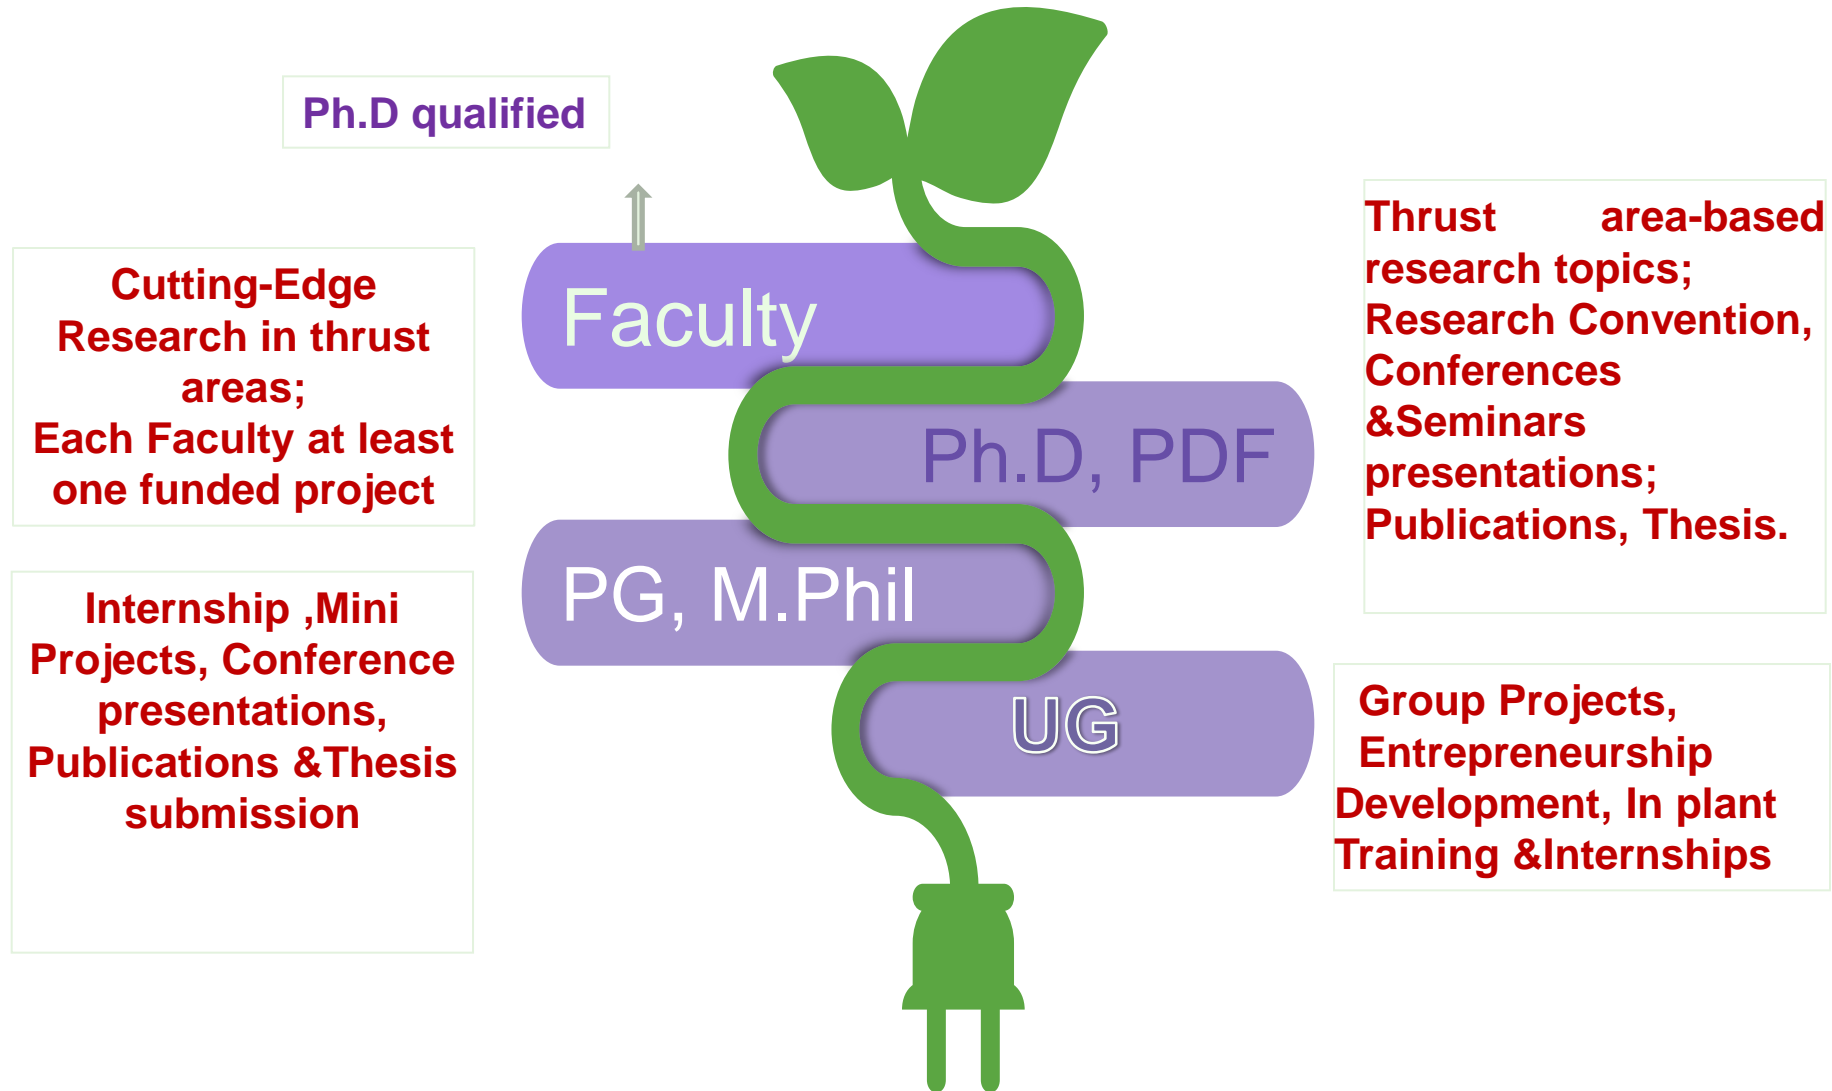 Ph.D qualified
Faculty
Cutting-Edge
Research in thrust
areas;
Each Faculty at least
one funded project
Ph.D, PDF
Thrust area-based
research topics;
Research Convention,
Conferences
&Seminars
presentations;
Publications, Thesis.
PG, M.Phil
Internship ,Mini
Projects, Conference
presentations,
Publications &Thesis
submission
UG
Group Projects,
Entrepreneurship
Development, In plant
Training &Internships